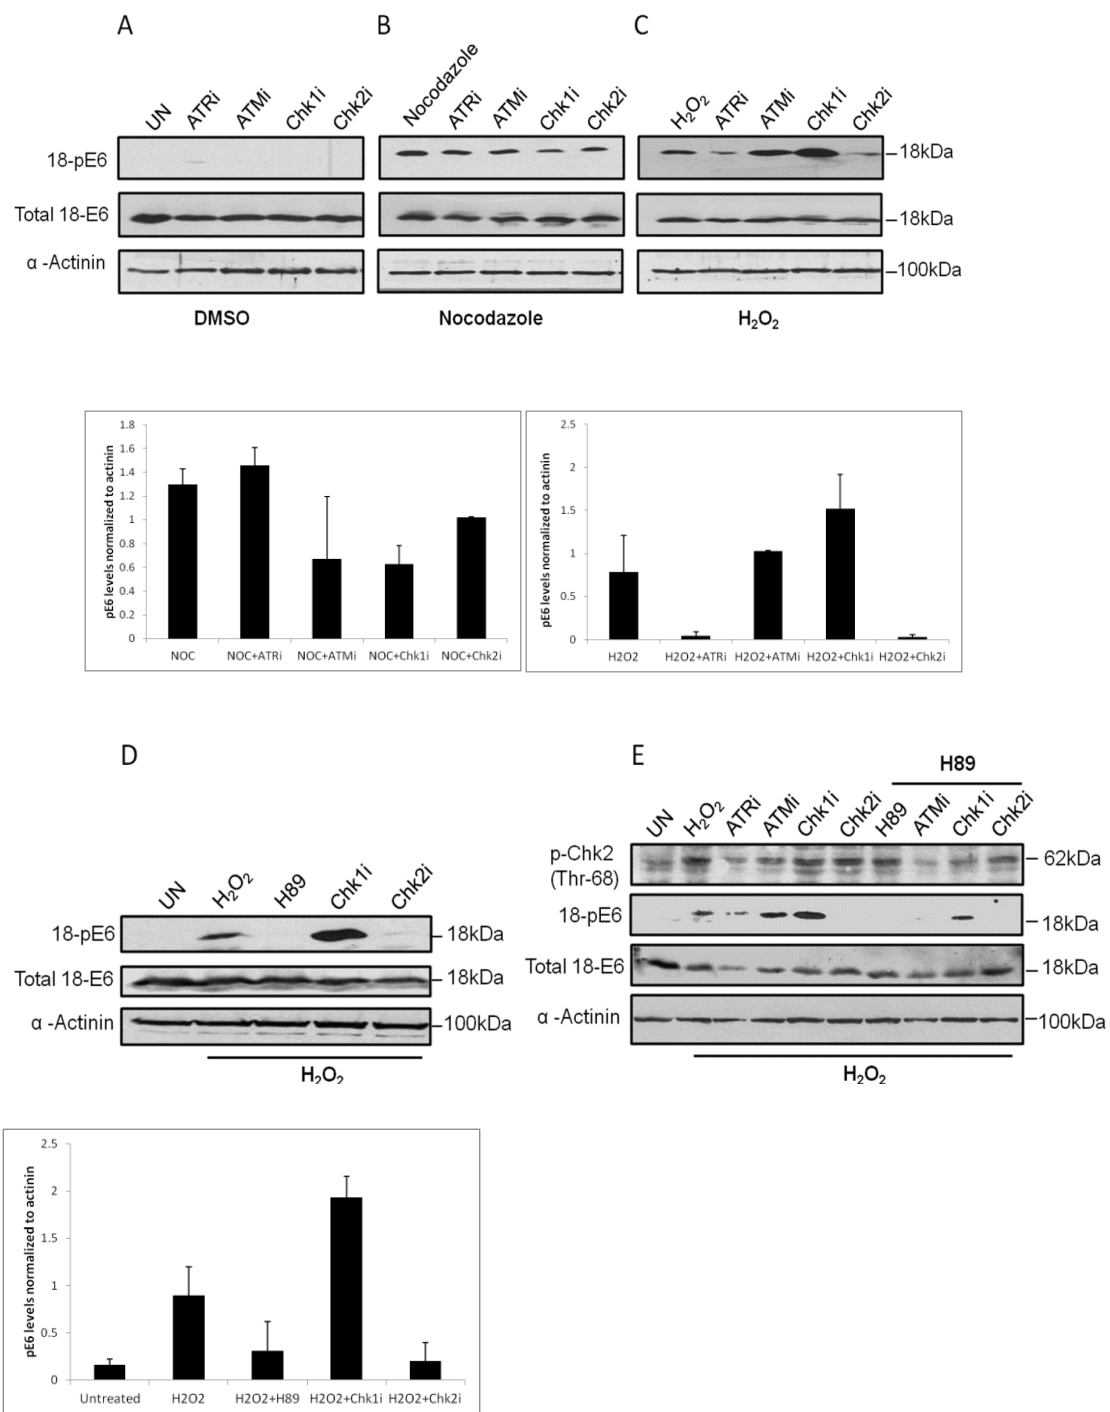 A
B
C
UN ATRi ATMi Chk1i Chk2i
Nocodazole ATRi ATMi Chk1i Chk2i
H₂O₂ ATRi ATMi Chk1i Chk2i
18-pE6
18kDa
Total 18-E6
18kDa
α -Actinin
100kDa
DMSO
Nocodazole
H₂O₂
pE6 levels normalized to actinin
1.8
1.6
1.4
1.2
1
0.8
0.6
0.4
0.2
0
NOC NOC+ATRi NOC+ATMi NOC+Chk1i NOC+Chk2i
pE6 levels normalized to actinin
2.5
2
1.5
1
0.5
0
H2O2 H2O2+ATRi H2O2+ATMi H2O2+Chk1i H2O2+Chk2i
D
UN H₂O₂ H89 Chk1i Chk2i
18-pE6
18kDa
Total 18-E6
18kDa
α -Actinin
100kDa
H₂O₂
E
H89
UN H₂O₂ ATRi ATMi Chk1i Chk2i H89 ATMi Chk1i Chk2i
p-Chk2
(Thr-68)
62kDa
18-pE6
18kDa
Total 18-E6
18kDa
α -Actinin
100kDa
H₂O₂
pE6 levels normalized to actinin
2.5
2
1.5
1
0.5
0
Untreated H2O2 H2O2+H89 H2O2+Chk1i H2O2+Chk2i